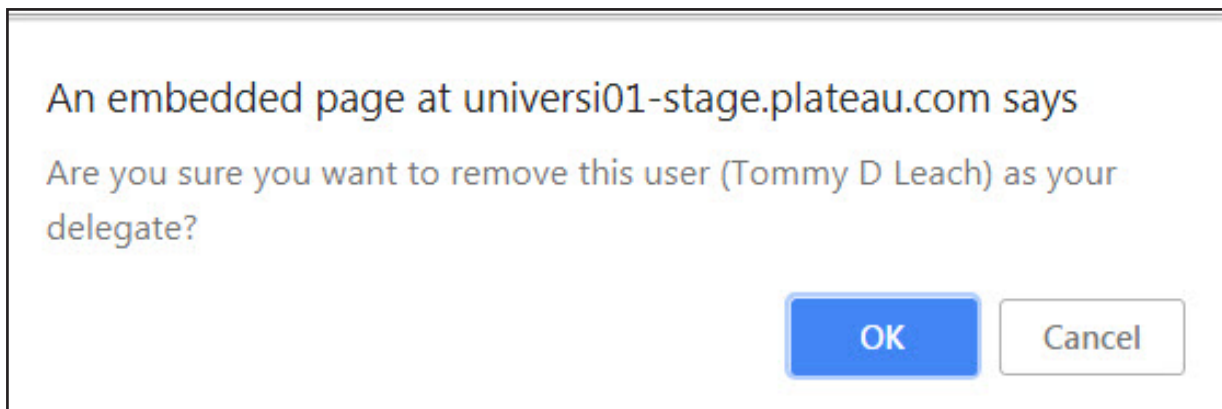 An embedded page at universi01-stage.plateau.com says
Are you sure you want to remove this user (Tommy D Leach) as your
delegate?
OK
Cancel